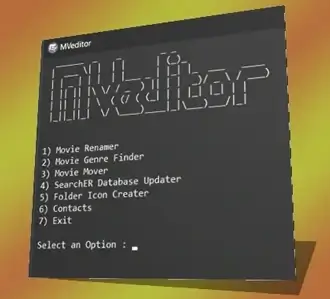 MVeditor
MVeditor
1) Movie Renamer
2) Movie Genre Finder
3) Movie Mover
4) SearchER Database Updater
5) Folder Icon Creater
6) Contacts
7) Exit
Select an Option :